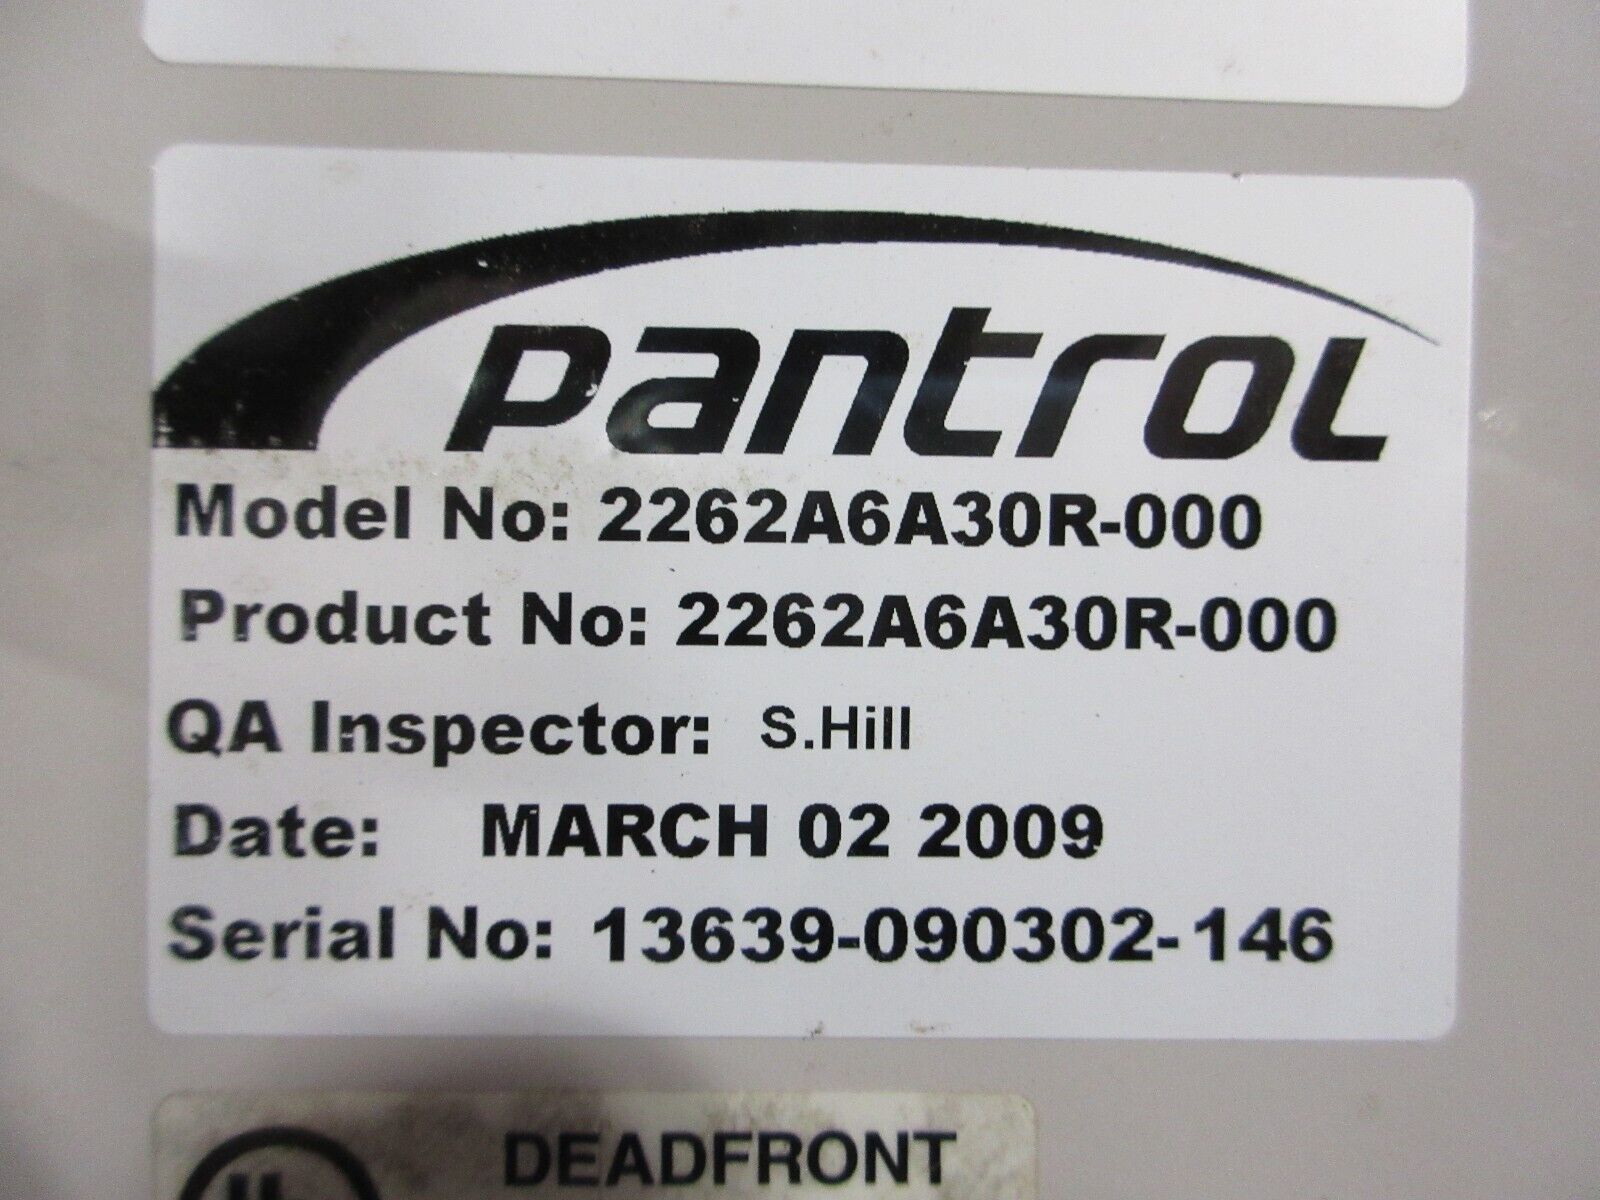 pantrol
Model No: 2262A6A30R-000
Product No: 2262A6A30R-000
QA Inspector: S.Hill
Date: MARCH 02 2009
Serial No: 13639-090302-146
DEADFRONT